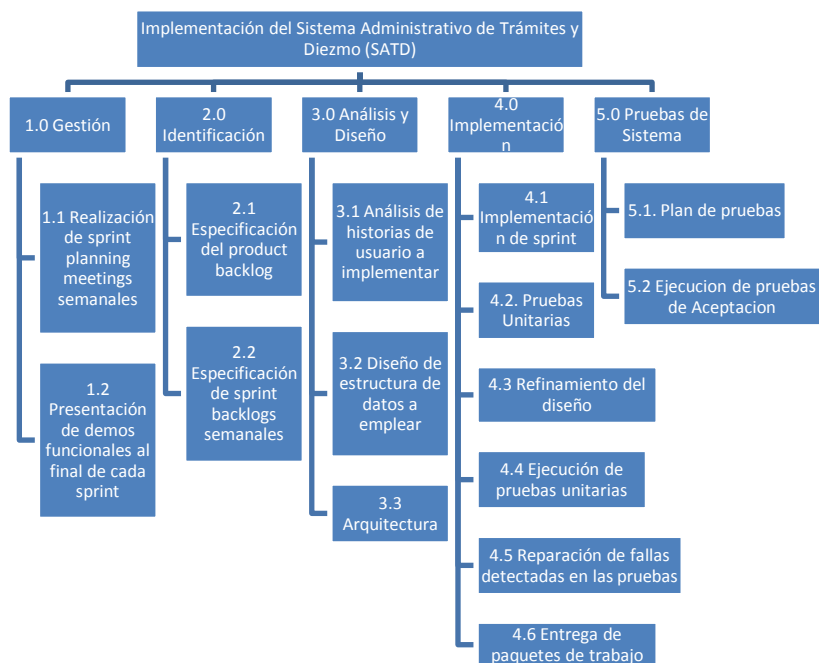 Implementación del Sistema Administrativo de Trámites y
Diezmo (SATD)
1.0 Gestión
1.1 Realización
de sprint
planning
meetings
semanales
1.2
Presentación
de demos
funcionales al
final de cada
sprint
2.0
Identificación
2.1
Especificación
del product
backlog
2.2
Especificación
de sprint
backlogs
semanales
3.0 Análisis y
Diseño
3.1 Análisis de
historias de
usuario a
implementar
3.2 Diseño de
estructura de
datos a
emplear
3.3
Arquitectura
4.0
Implementació
n
4.1
Implementació
n de sprint
4.2. Pruebas
Unitarias
4.3 Refinamiento del
diseño
4.4 Ejecución de
pruebas unitarias
4.5 Reparación de fallas
detectadas en las pruebas
4.6 Entrega de
paquetes de trabajo
5.0 Pruebas de
Sistema
5.1. Plan de pruebas
5.2 Ejecucion de pruebas
de Aceptacion